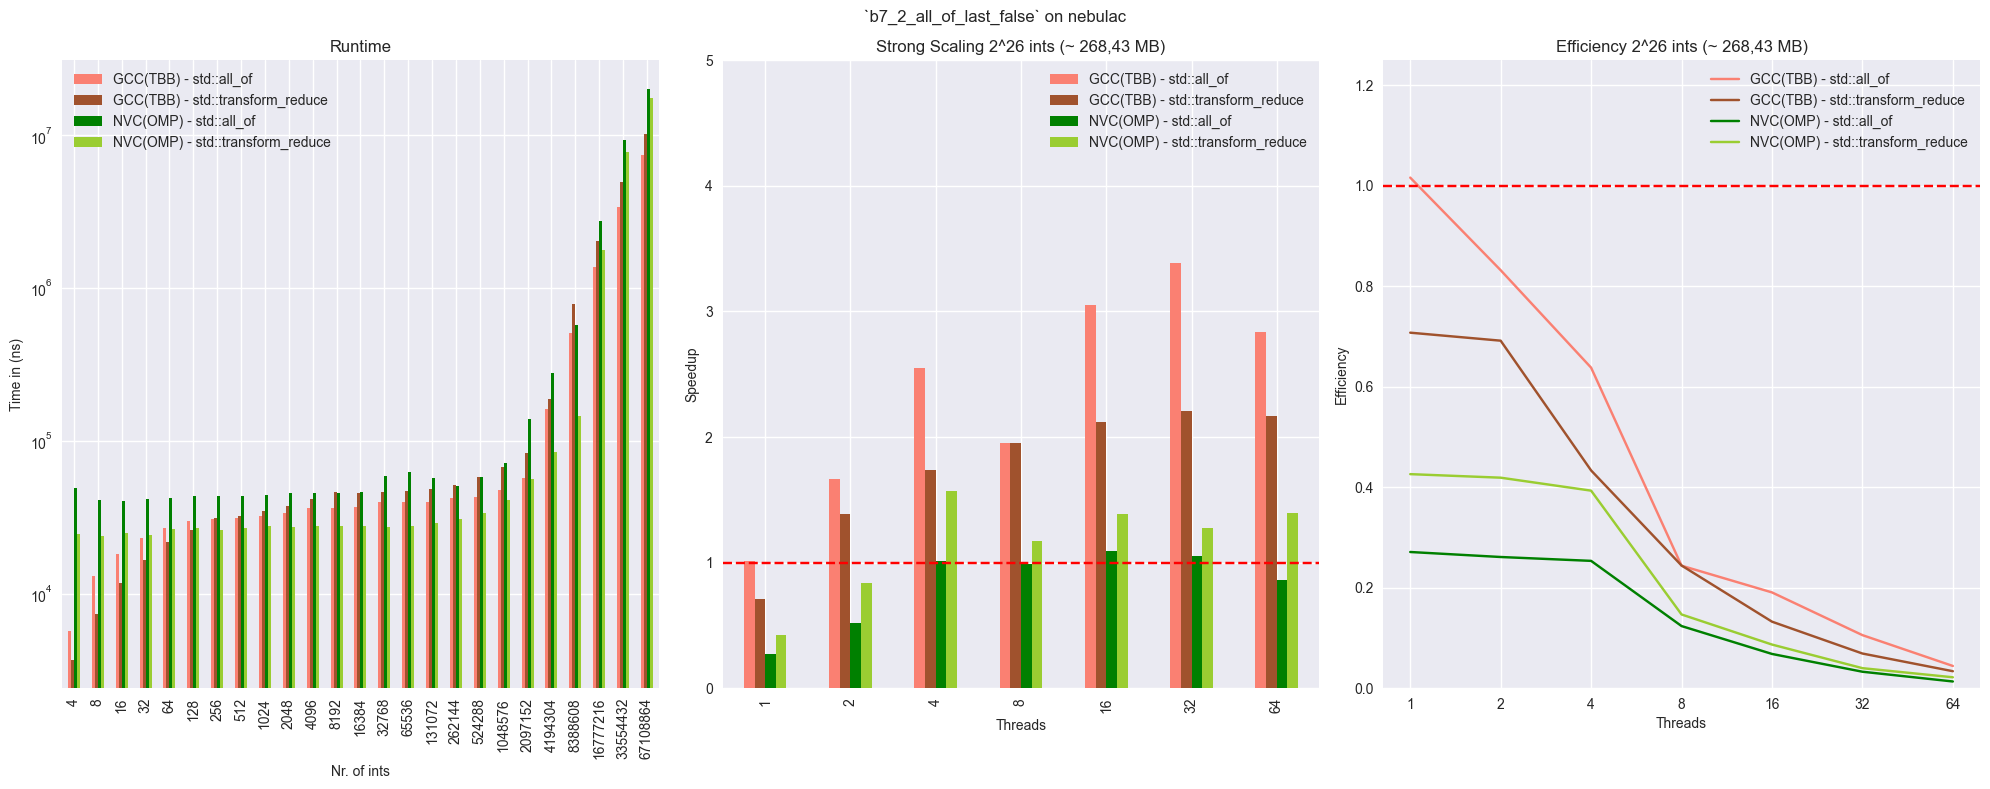 `b7_2_all_of_last_false` on nebulac
Runtime
GCC(TBB) - std::all_of
GCC(TBB) - std::transform_reduce
NVC(OMP) - std::all_of
NVC(OMP) - std::transform_reduce
10^7
10^6
10^5
10^4
Time in (ns)
4
8
16
32
64
128
256
512
1024
2048
4096
8192
16384
32768
65536
131072
262144
524288
1048576
2097152
4194304
8388608
16777216
33554432
67108864
Nr. of ints
Strong Scaling 2^26 ints (~ 268,43 MB)
GCC(TBB) - std::all_of
GCC(TBB) - std::transform_reduce
NVC(OMP) - std::all_of
NVC(OMP) - std::transform_reduce
5
4
3
2
1
0
Speedup
1
2
4
8
16
32
64
Threads
Efficiency 2^26 ints (~ 268,43 MB)
GCC(TBB) - std::all_of
GCC(TBB) - std::transform_reduce
NVC(OMP) - std::all_of
NVC(OMP) - std::transform_reduce
1.2
1.0
0.8
0.6
0.4
0.2
0.0
Efficiency
1
2
4
8
16
32
64
Threads